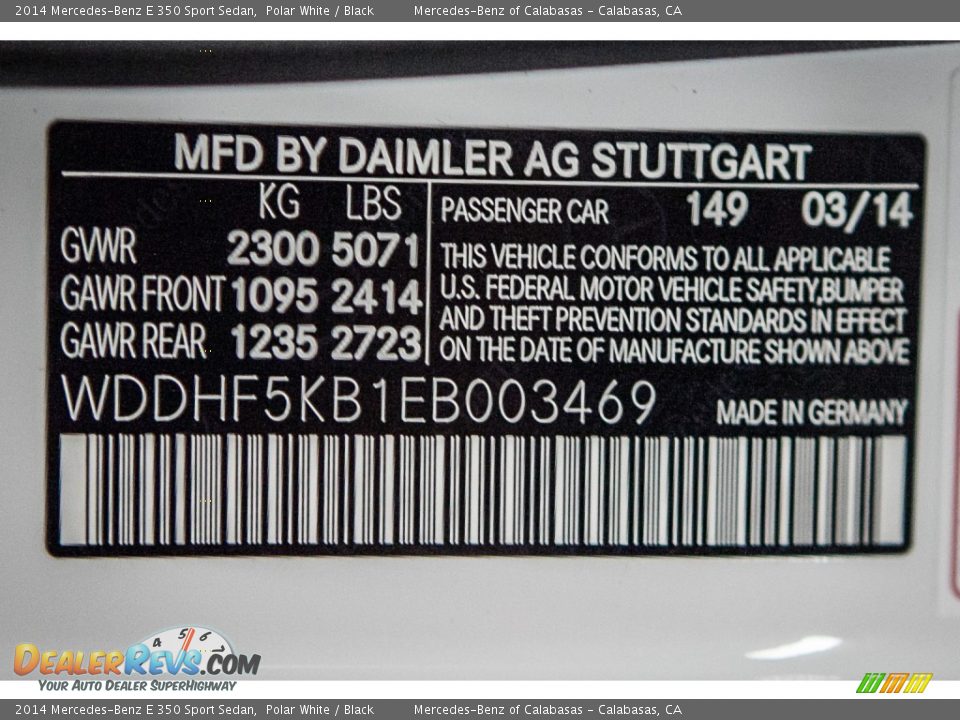 2014 Mercedes-Benz E 350 Sport Sedan,  Polar White / Black        Mercedes-Benz of Calabasas - Calabasas, CA
MFD BY DAIMLER AG STUTTGART
KG LBS
GVWR 2300 5071
GAWR FRONT 1095 2414
GAWR REAR 1235 2723
PASSENGER CAR 149 03/14
THIS VEHICLE CONFORMS TO ALL APPLICABLE
U.S. FEDERAL MOTOR VEHICLE SAFETY,BUMPER
AND THEFT PREVENTION STANDARDS IN EFFECT
ON THE DATE OF MANUFACTURE SHOWN ABOVE
WDDHF5KB1EB003469 MADE IN GERMANY
4 5 6 7
DEALERREVS.COM
YOUR AUTO DEALER SUPERHIGHWAY
2014 Mercedes-Benz E 350 Sport Sedan,  Polar White / Black        Mercedes-Benz of Calabasas - Calabasas, CA